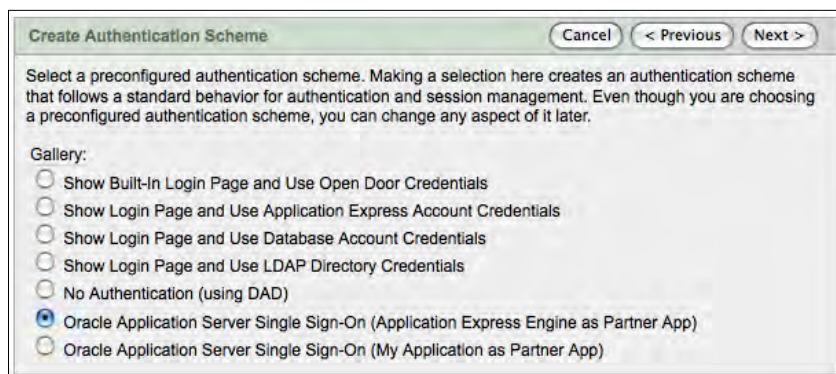 Create Authentication Scheme
Cancel
< Previous
Next >
Select a preconfigured authentication scheme. Making a selection here creates an authentication scheme
that follows a standard behavior for authentication and session management. Even though you are choosing
a preconfigured authentication scheme, you can change any aspect of it later.
Gallery:
Show Built-In Login Page and Use Open Door Credentials
Show Login Page and Use Application Express Account Credentials
Show Login Page and Use Database Account Credentials
Show Login Page and Use LDAP Directory Credentials
No Authentication (using DAD)
Oracle Application Server Single Sign-On (Application Express Engine as Partner App)
Oracle Application Server Single Sign-On (My Application as Partner App)